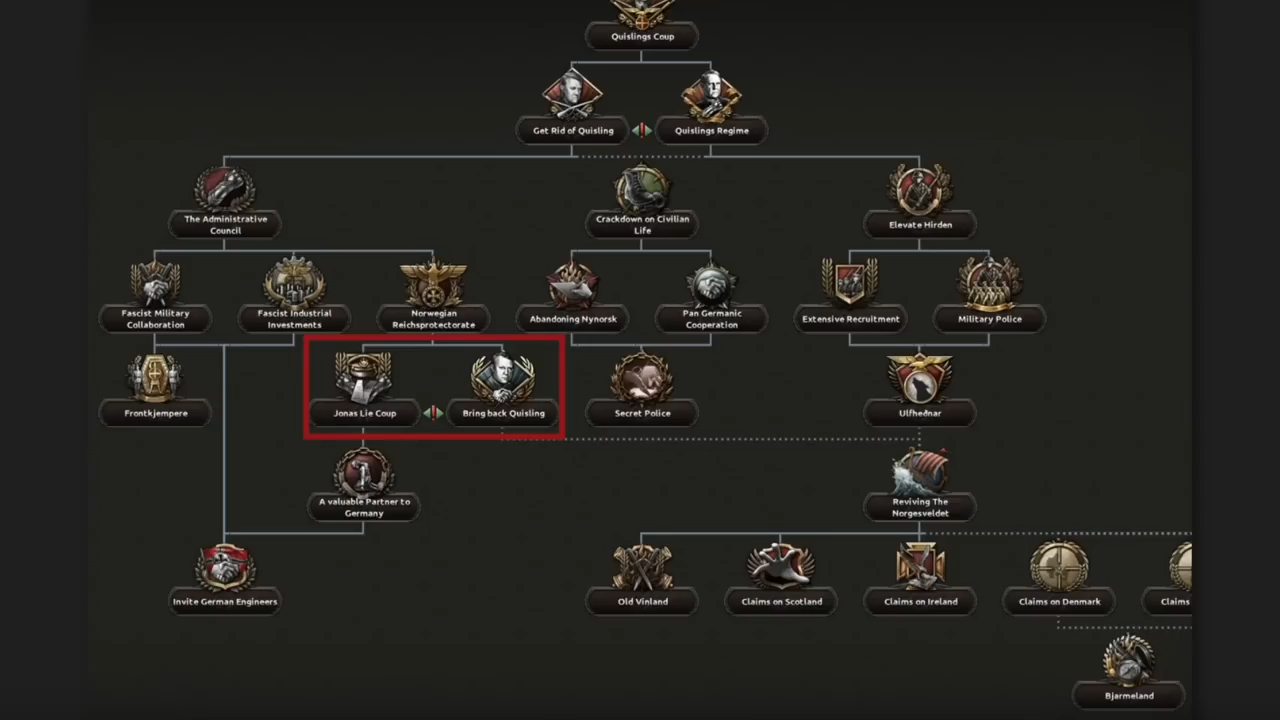 Quislings Coup
Get Rid of Quisling
Quislings Regime
The Administrative
Council
Crackdown on Civilian
Life
Elevate Hirden
Fascist Military
Collaboration
Fascist Industrial
Investments
Norwegian
Reichsprotectorate
Abandoning Nynorsk
Pan Germanic
Cooperation
Extensive Recruitment
Military Police
Frontkjempere
Jonas Lie Coup
Bring back Quisling
Secret Police
Ulfheðnar
A valuable Partner to
Germany
Reviving The
Norgesveldet
Invite German Engineers
Old Vinland
Claims on Scotland
Claims on Ireland
Claims on Denmark
Claims
Bjarmeland